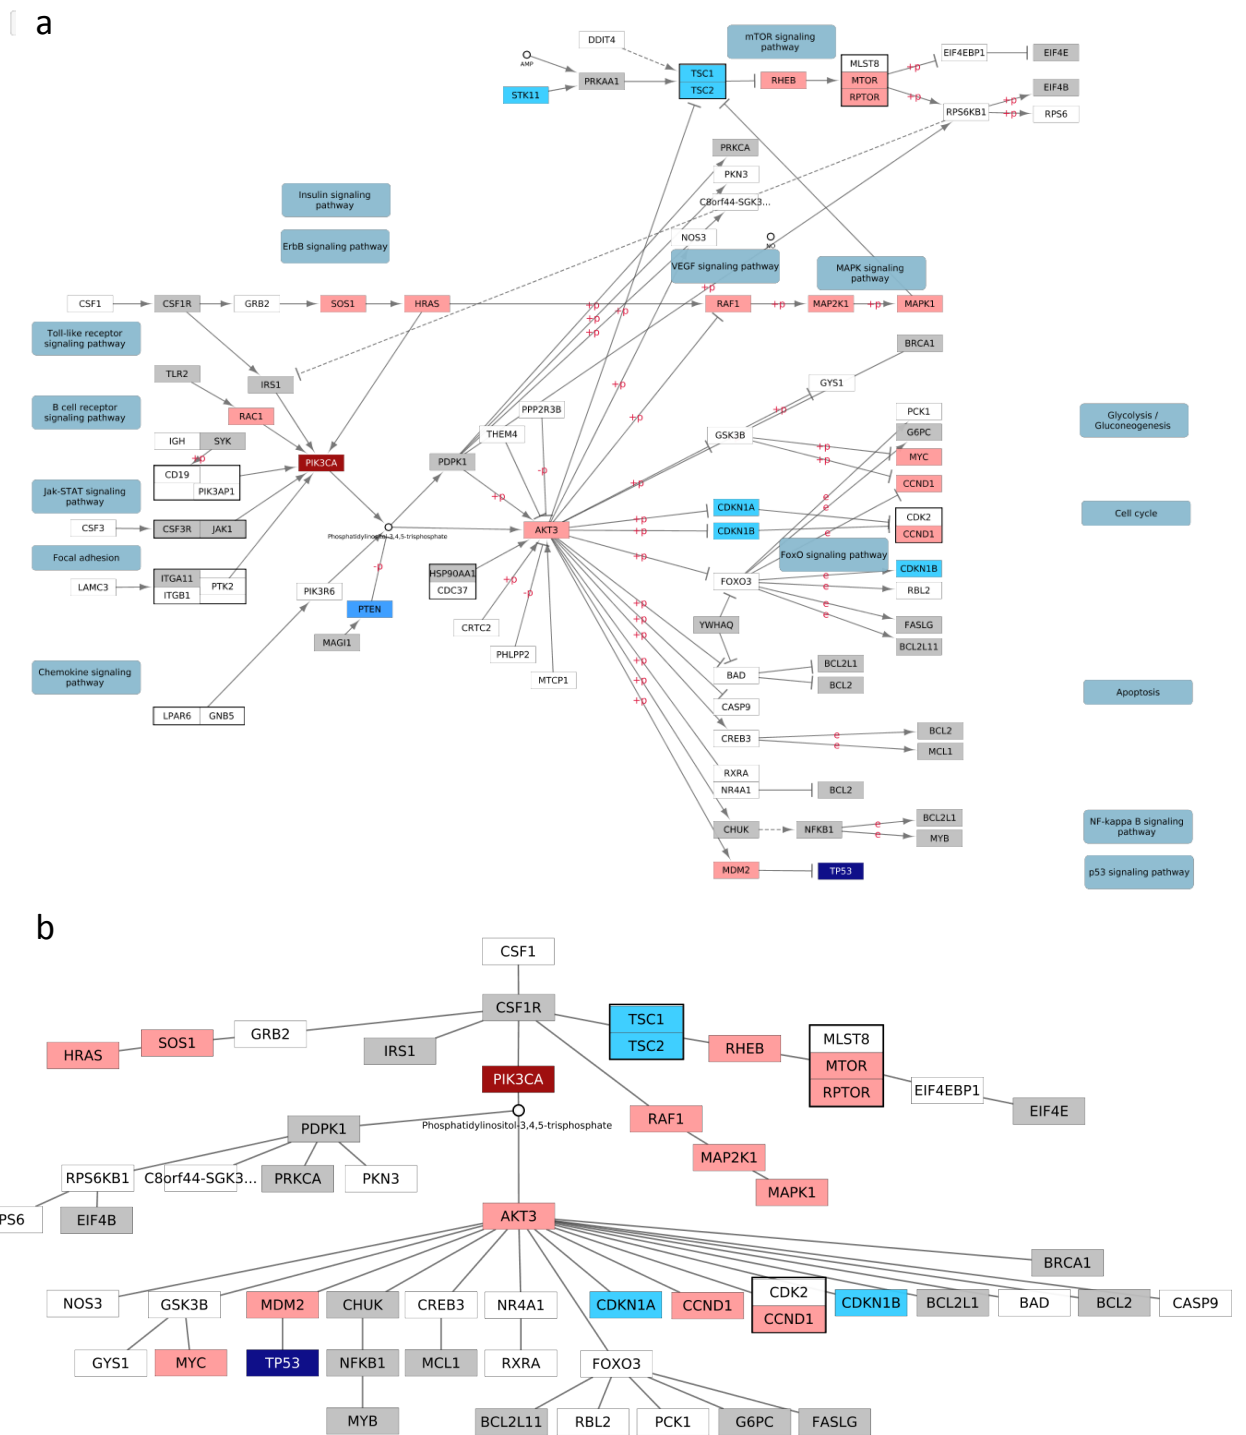 a
DDIT4
mTOR signaling
pathway
AMP
PRKAA1
STK11
TSC1
TSC2
RHEB
MLST8
MTOR
RPTOR
+p
+p
EIF4EBP1
EIF4E
EIF4B
+p
RPS6KB1
+p
RPS6
PRKCA
PKN3
C8orf44-SGK3...
NOS3
NO
Insulin signaling
pathway
ErbB signaling pathway
VEGF signaling pathway
MAPK signaling
pathway
+p
CSF1
CSF1R
GRB2
SOS1
HRAS
+p
+p
+p
+p
RAF1
+p
MAP2K1
+p
MAPK1
Toll-like receptor
signaling pathway
BRCA1
TLR2
IRS1
+p
GYS1
B cell receptor
signaling pathway
RAC1
PPP2R3B
+p
PCK1
Glycolysis /
Gluconeogenesis
IGH
SYK
+p
THEM4
GSK3B
+p
G6PC
+p
+p
MYC
CD19
PIK3AP1
PIK3CA
PDPK1
-p
+p
CCND1
Jak-STAT signaling
pathway
+p
e
e
CSF3
CSF3R
JAK1
Phosphatidylinositol-3,4,5-trisphosphate
AKT3
+p
+p
CDKN1A
CDKN1B
CDK2
CCND1
Cell cycle
Focal adhesion
+p
FoxO signaling pathway
LAMC3
ITGA11
ITGB1
PTK2
-p
PIK3R6
HSP90AA1
CDC37
+p
-p
FOXO3
e
e
e
e
CDKN1B
RBL2
PTEN
MAGI1
CRTC2
PHLPP2
MTCP1
+p
+p
+p
YWHAQ
FASLG
BCL2L11
Chemokine signaling
pathway
+p
+p
+p
BAD
BCL2L1
BCL2
Apoptosis
LPAR6
GNB5
CASP9
CREB3
e
e
BCL2
MCL1
RXRA
NR4A1
BCL2
CHUK
NFKB1
e
e
BCL2L1
MYB
NF-kappa B signaling
pathway
MDM2
TP53
p53 signaling pathway
b
CSF1
CSF1R
TSC1
TSC2
GRB2
SOS1
HRAS
IRS1
RHEB
MLST8
MTOR
RPTOR
PIK3CA
EIF4EBP1
EIF4E
RAF1
Phosphatidylinositol-3,4,5-trisphosphate
PDPK1
MAP2K1
RPS6KB1
C8orf44-SGK3...
PRKCA
PKN3
MAPK1
PS6
EIF4B
AKT3
BRCA1
NOS3
GSK3B
MDM2
CHUK
CREB3
NR4A1
CDKN1A
CCND1
CDK2
CCND1
CDKN1B
BCL2L1
BAD
BCL2
CASP9
GYS1
MYC
TP53
NFKB1
MCL1
RXRA
FOXO3
MYB
BCL2L11
RBL2
PCK1
G6PC
FASLG